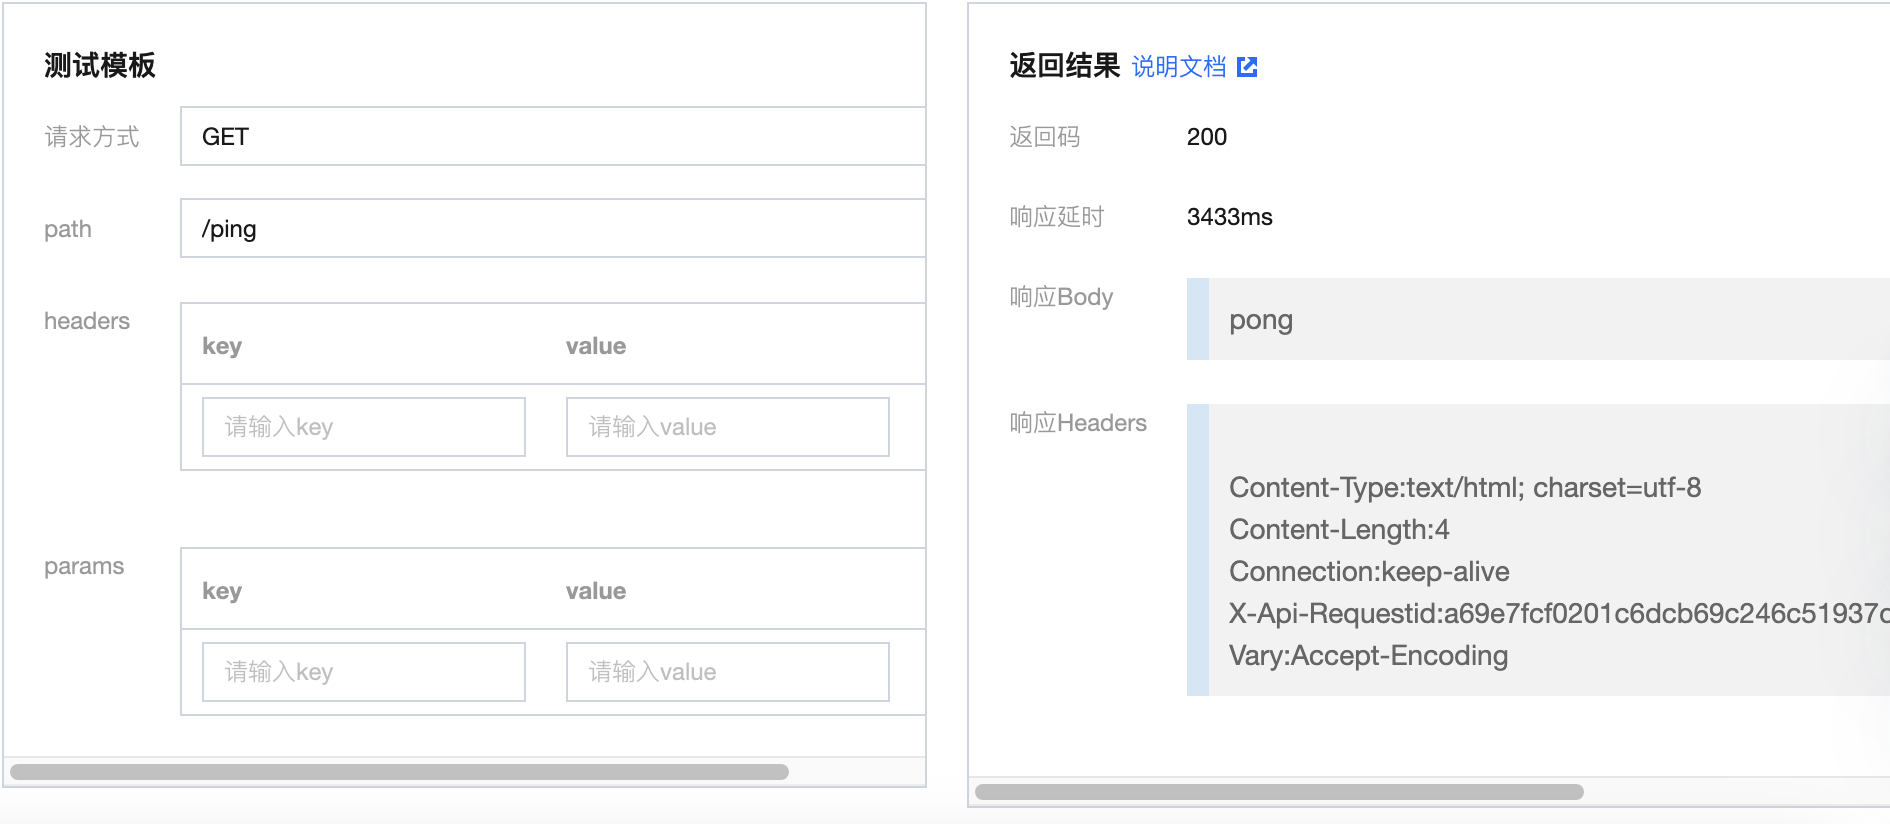 测试模板
请求方式
GET
path
/ping
headers
key
value
请输入key
请输入value
params
key
value
请输入key
请输入value
返回结果 说明文档
返回码
200
响应延时
3433ms
响应Body
pong
响应Headers
Content-Type:text/html; charset=utf-8
Content-Length:4
Connection:keep-alive
X-Api-Requestid:a69e7fcf0201c6dcb69c246c51937c
Vary:Accept-Encoding